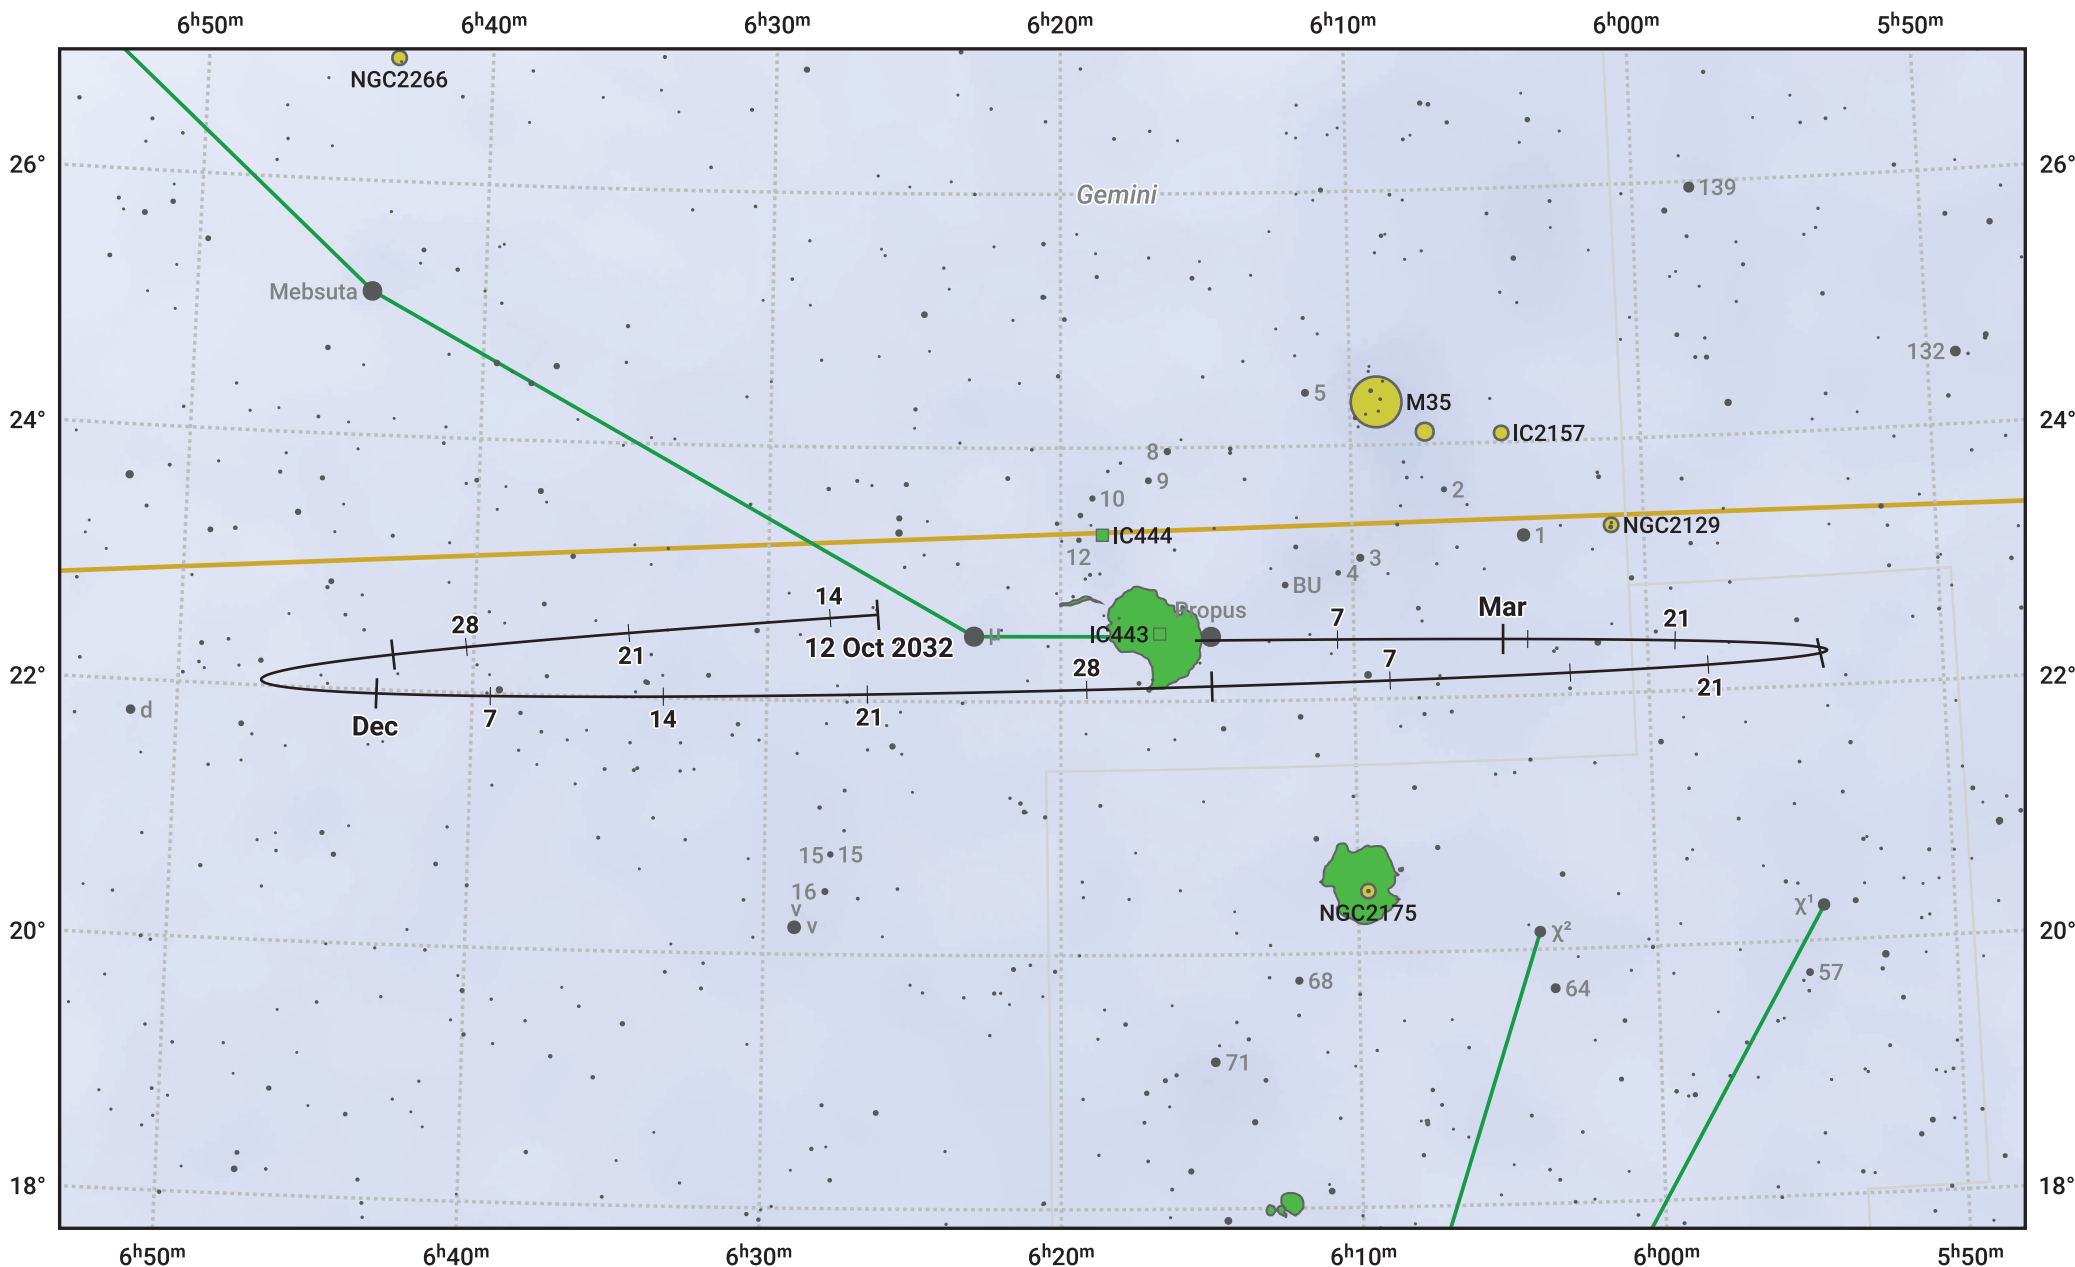 6ʰ50ᵐ 6ʰ40ᵐ 6ʰ30ᵐ 6ʰ20ᵐ 6ʰ10ᵐ 6ʰ00ᵐ 5ʰ50ᵐ
NGC2266
26° 26°
139
Gemini
Mebsuta
132
5
M35
24° IC2157 24°
8
9
2
10
NGC2129
IC444 1
12
3
4
BU
14
Mar
Propus
7 21
28
IC443
μ
12 Oct 2032
21
7
28
22° 22°
21
d
7 14 21
Dec
15 15
16
ν
χ¹
NGC2175
ν
20° χ² 20°
57
68
64
71
18° 18°
6ʰ50ᵐ 6ʰ40ᵐ 6ʰ30ᵐ 6ʰ20ᵐ 6ʰ10ᵐ 6ʰ00ᵐ 5ʰ50ᵐ